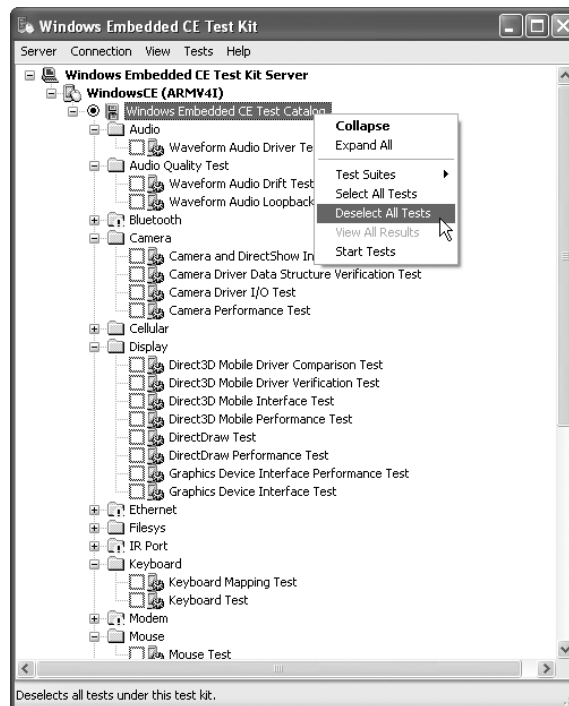 Windows Embedded CE Test Kit
Server Connection View Tests Help
Windows Embedded CE Test Kit Server
WindowsCE (ARMV4I)
Windows Embedded CE Test Catalog
Audio
Waveform Audio Driver Te
Audio Quality Test
Waveform Audio Drift Test
Waveform Audio Loopback
Bluetooth
Camera
Camera and DirectShow In
Camera Driver Data Structure Verification Test
Camera Driver I/O Test
Camera Performance Test
Cellular
Display
Direct3D Mobile Driver Comparison Test
Direct3D Mobile Driver Verification Test
Direct3D Mobile Interface Test
Direct3D Mobile Performance Test
DirectDraw Test
DirectDraw Performance Test
Graphics Device Interface Performance Test
Graphics Device Interface Test
Ethernet
Filesys
IR Port
Keyboard
Keyboard Mapping Test
Keyboard Test
Modem
Mouse
Mouse Test
Collapse
Expand All
Test Suites
Select All Tests
Deselect All Tests
View All Results
Start Tests
Deselects all tests under this test kit.